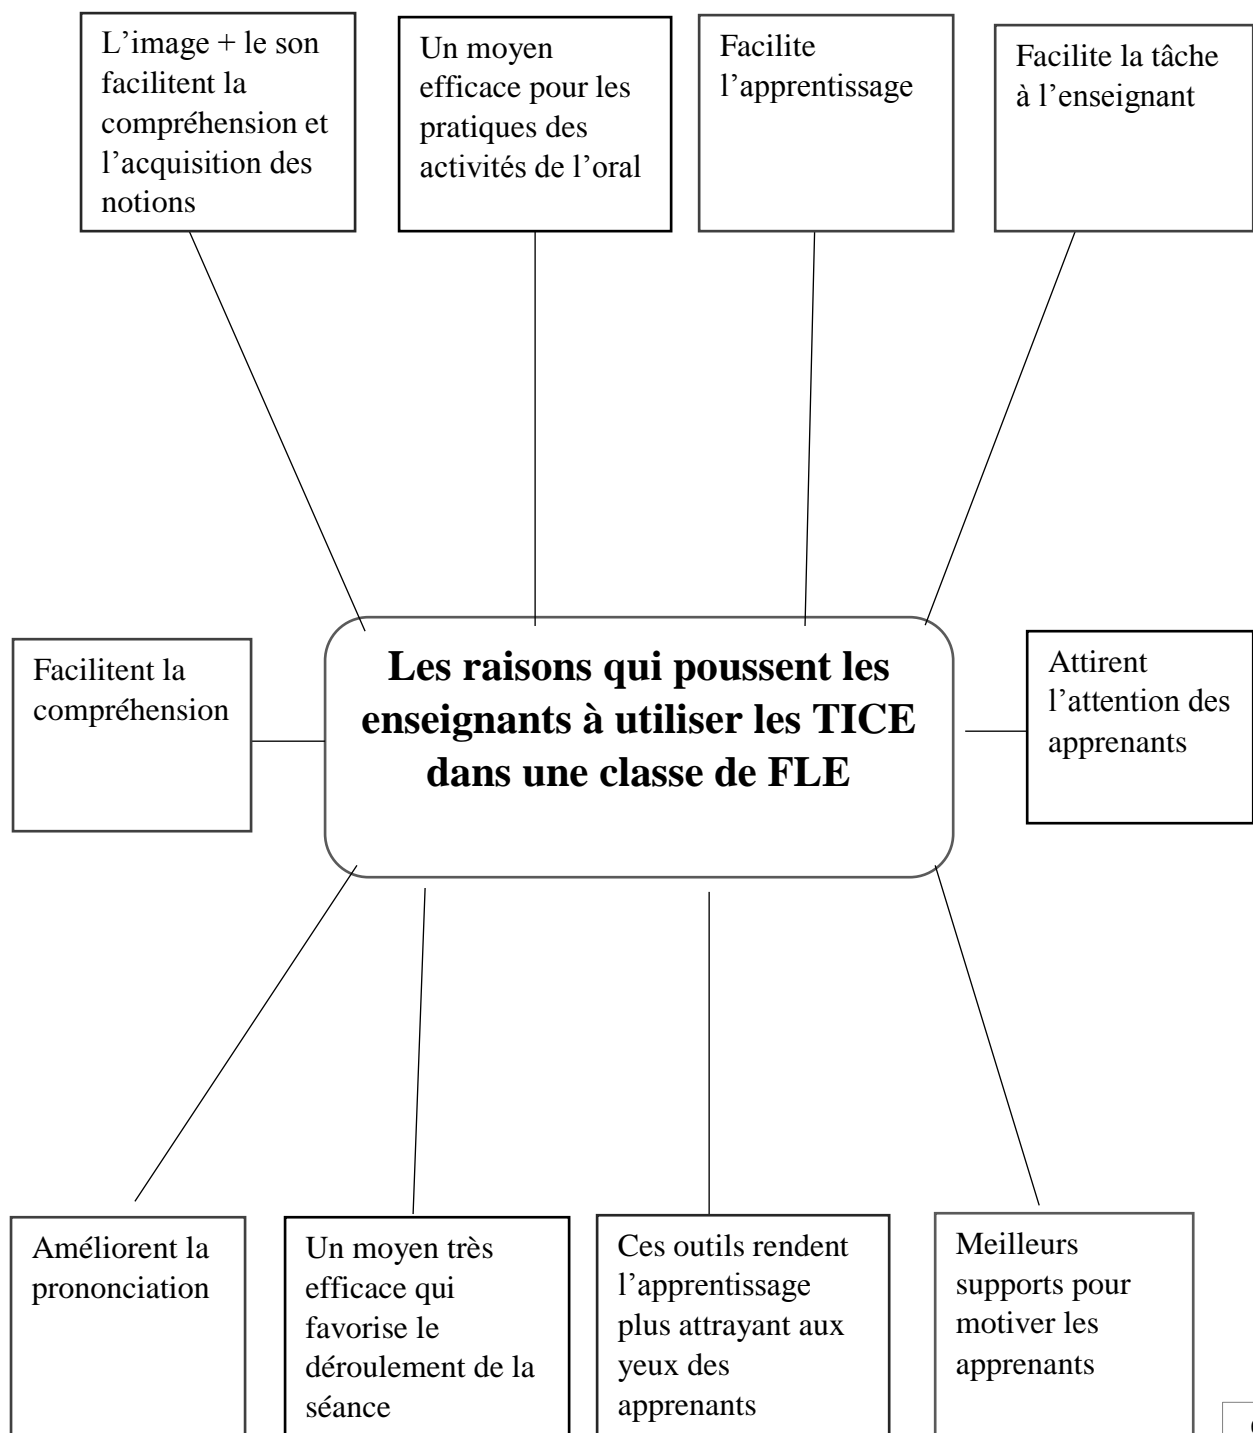 L’image + le son
facilitent la
compréhension et
l’acquisition des
notions
Un moyen
efficace pour les
pratiques des
activités de l’oral
Facilite
l’apprentissage
Facilite la tâche
à l’enseignant
Facilitent la
compréhension
Les raisons qui poussent les
enseignants à utiliser les TICE
dans une classe de FLE
Attirent
l’attention des
apprenants
Améliorent la
prononciation
Un moyen très
efficace qui
favorise le
déroulement de la
séance
Ces outils rendent
l’apprentissage
plus attrayant aux
yeux des
apprenants
Meilleurs
supports pour
motiver les
apprenants